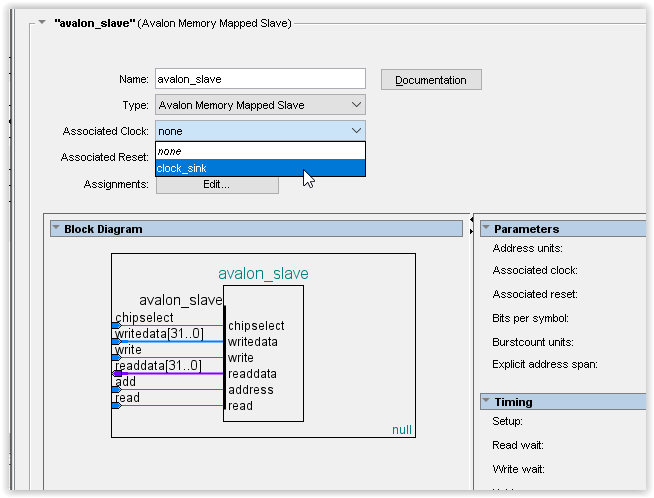 "avalon_slave" (Avalon Memory Mapped Slave)
Name: avalon_slave Documentation
Type: Avalon Memory Mapped Slave
Associated Clock: none
none
Associated Reset:
clock_sink
Assignments: Edit...
Block Diagram
avalon_slave
avalon_slave
chipselect
chipselect
writedata[31..0]
writedata
write
write
readdata[31..0]
readdata
add
address
read
read
null
Parameters
Address units:
Associated clock:
Associated reset:
Bits per symbol:
Burstcount units:
Explicit address span:
Timing
Setup:
Read wait:
Write wait: